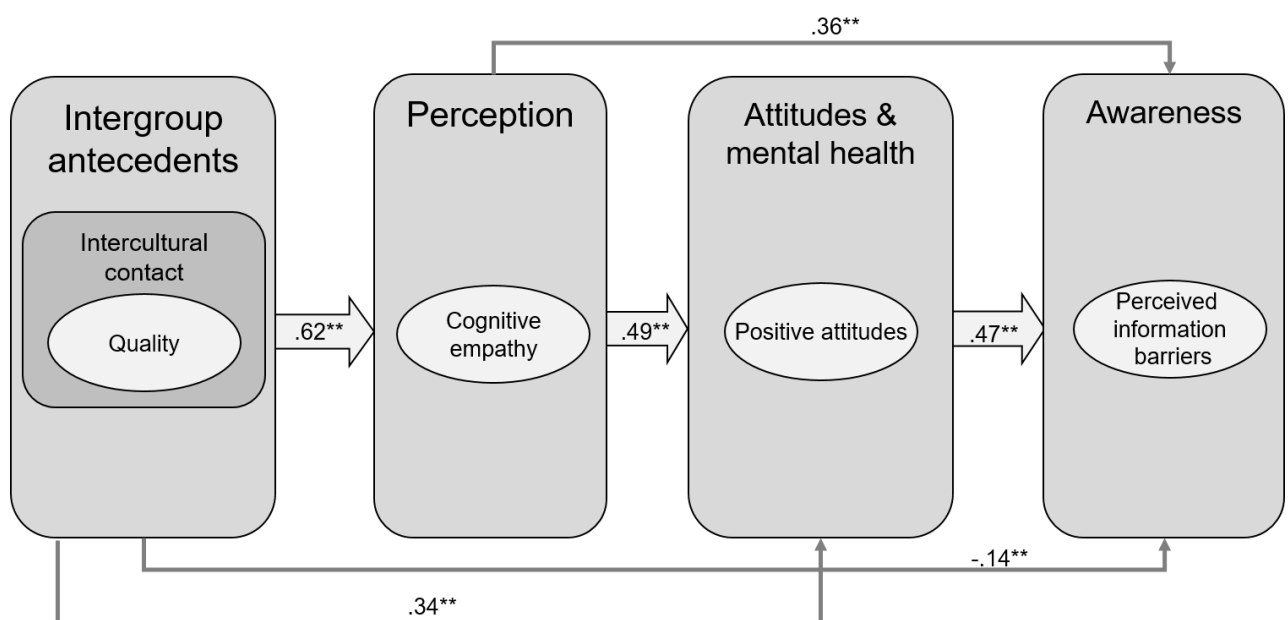 .36**
Intergroup
antecedents
Perception
Attitudes &
mental health
Awareness
Intercultural
contact
Quality
.62**
Cognitive
empathy
.49**
Positive attitudes
.47**
Perceived
information
barriers
-.14**
.34**